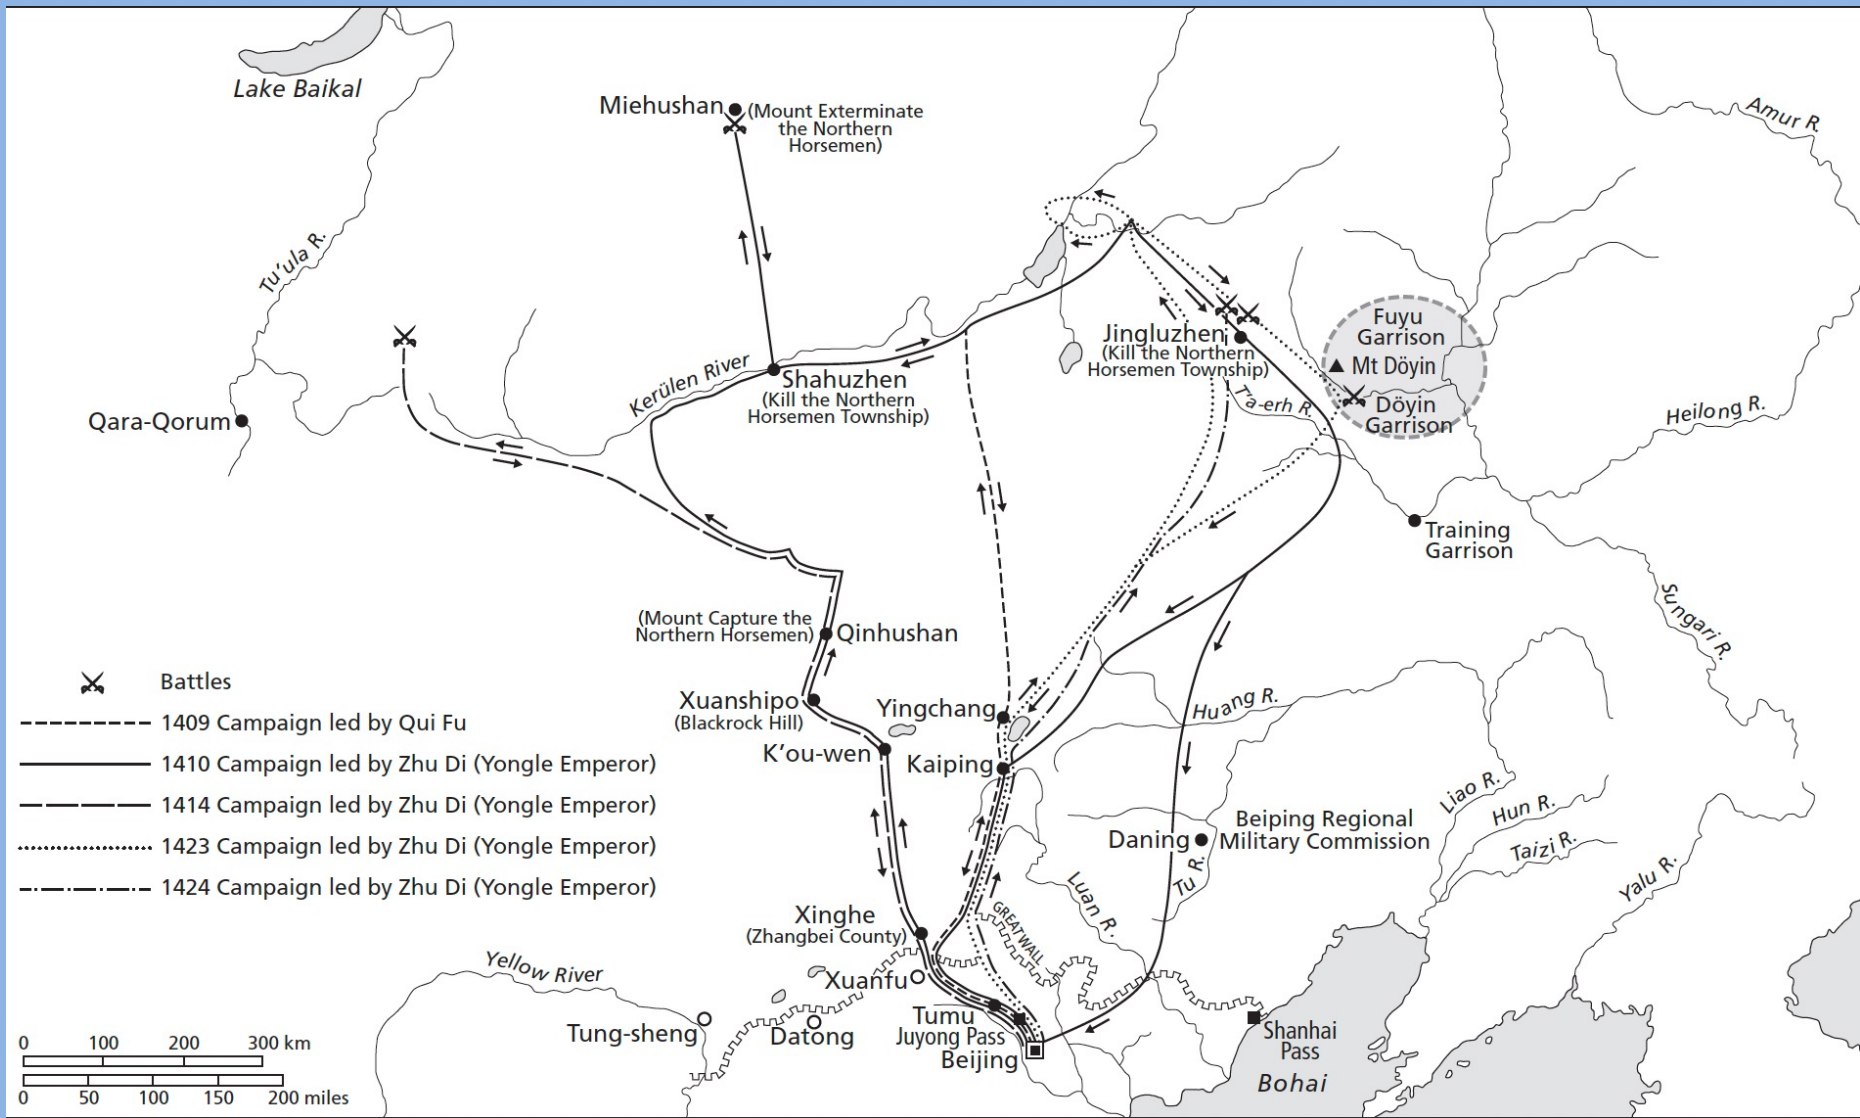 Lake Baikal
Miehushan
(Mount Exterminate
the Northern
Horsemen)
Amur R.
Tu'ula R.
Kerülen River
Shahuzhen
(Kill the Northern
Horsemen Township)
Jingluzhen
(Kill the Northern
Horsemen Township)
Fuyu
Garrison
Mt Döyin
Döyin
Garrison
T'a-erh R.
Heilong R.
Qara-Qorum
Training
Garrison
Sungari R.
(Mount Capture the
Northern Horsemen)
Qinhushan
Xuanshipo
(Blackrock Hill)
K'ou-wen
Yingchang
Kaiping
Huang R.
Battles
1409 Campaign led by Qui Fu
1410 Campaign led by Zhu Di (Yongle Emperor)
1414 Campaign led by Zhu Di (Yongle Emperor)
1423 Campaign led by Zhu Di (Yongle Emperor)
1424 Campaign led by Zhu Di (Yongle Emperor)
Daning
Beiping Regional
Military Commission
Liao R.
Hun R.
Taizi R.
Yalu R.
Tu R.
Luan R.
GREAT WALL
Xinghe
(Zhangbei County)
Yellow River
Xuanfu
Tung-sheng
Datong
Tumu
Juyong Pass
Beijing
Shanhai
Pass
Bohai
0 100 200 300 km
0 50 100 150 200 miles